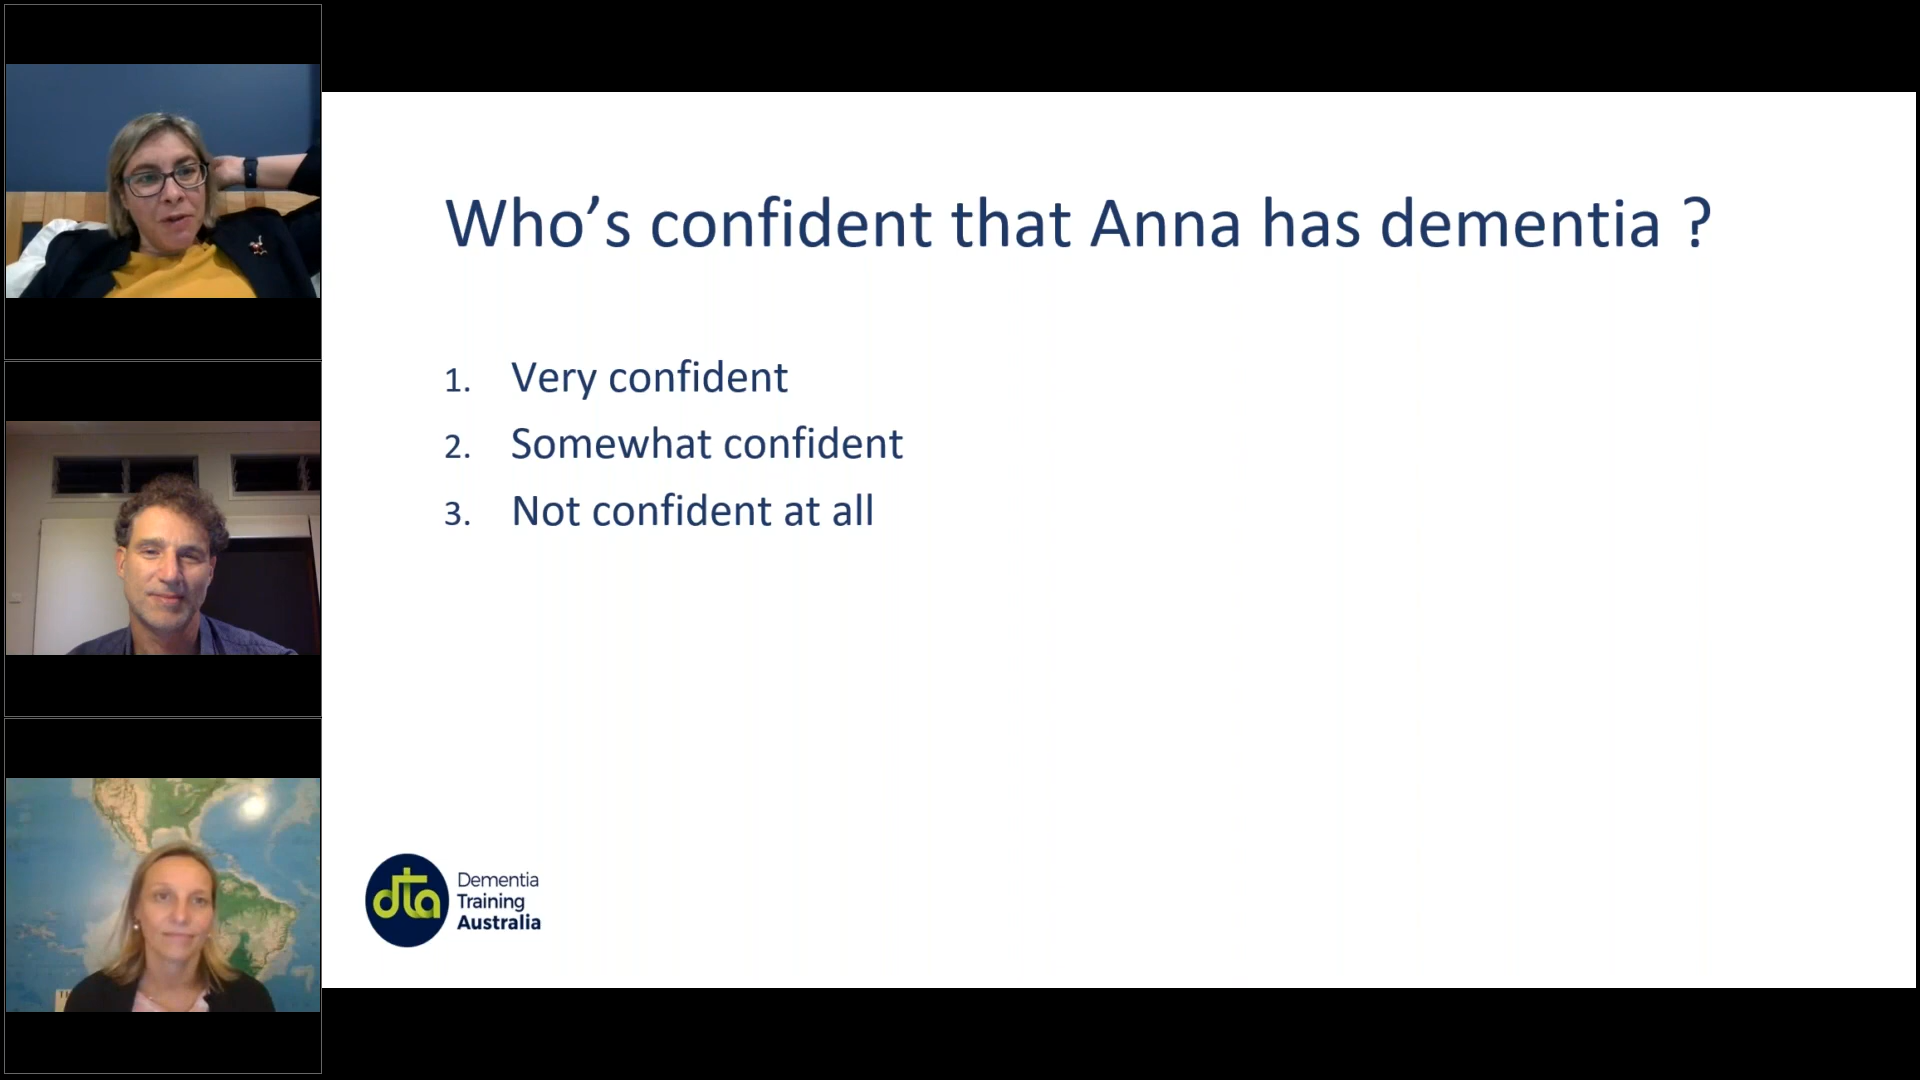 Who’s confident that Anna has dementia ?
1. Very confident
2. Somewhat confident
3. Not confident at all
dta
Dementia
Training
Australia